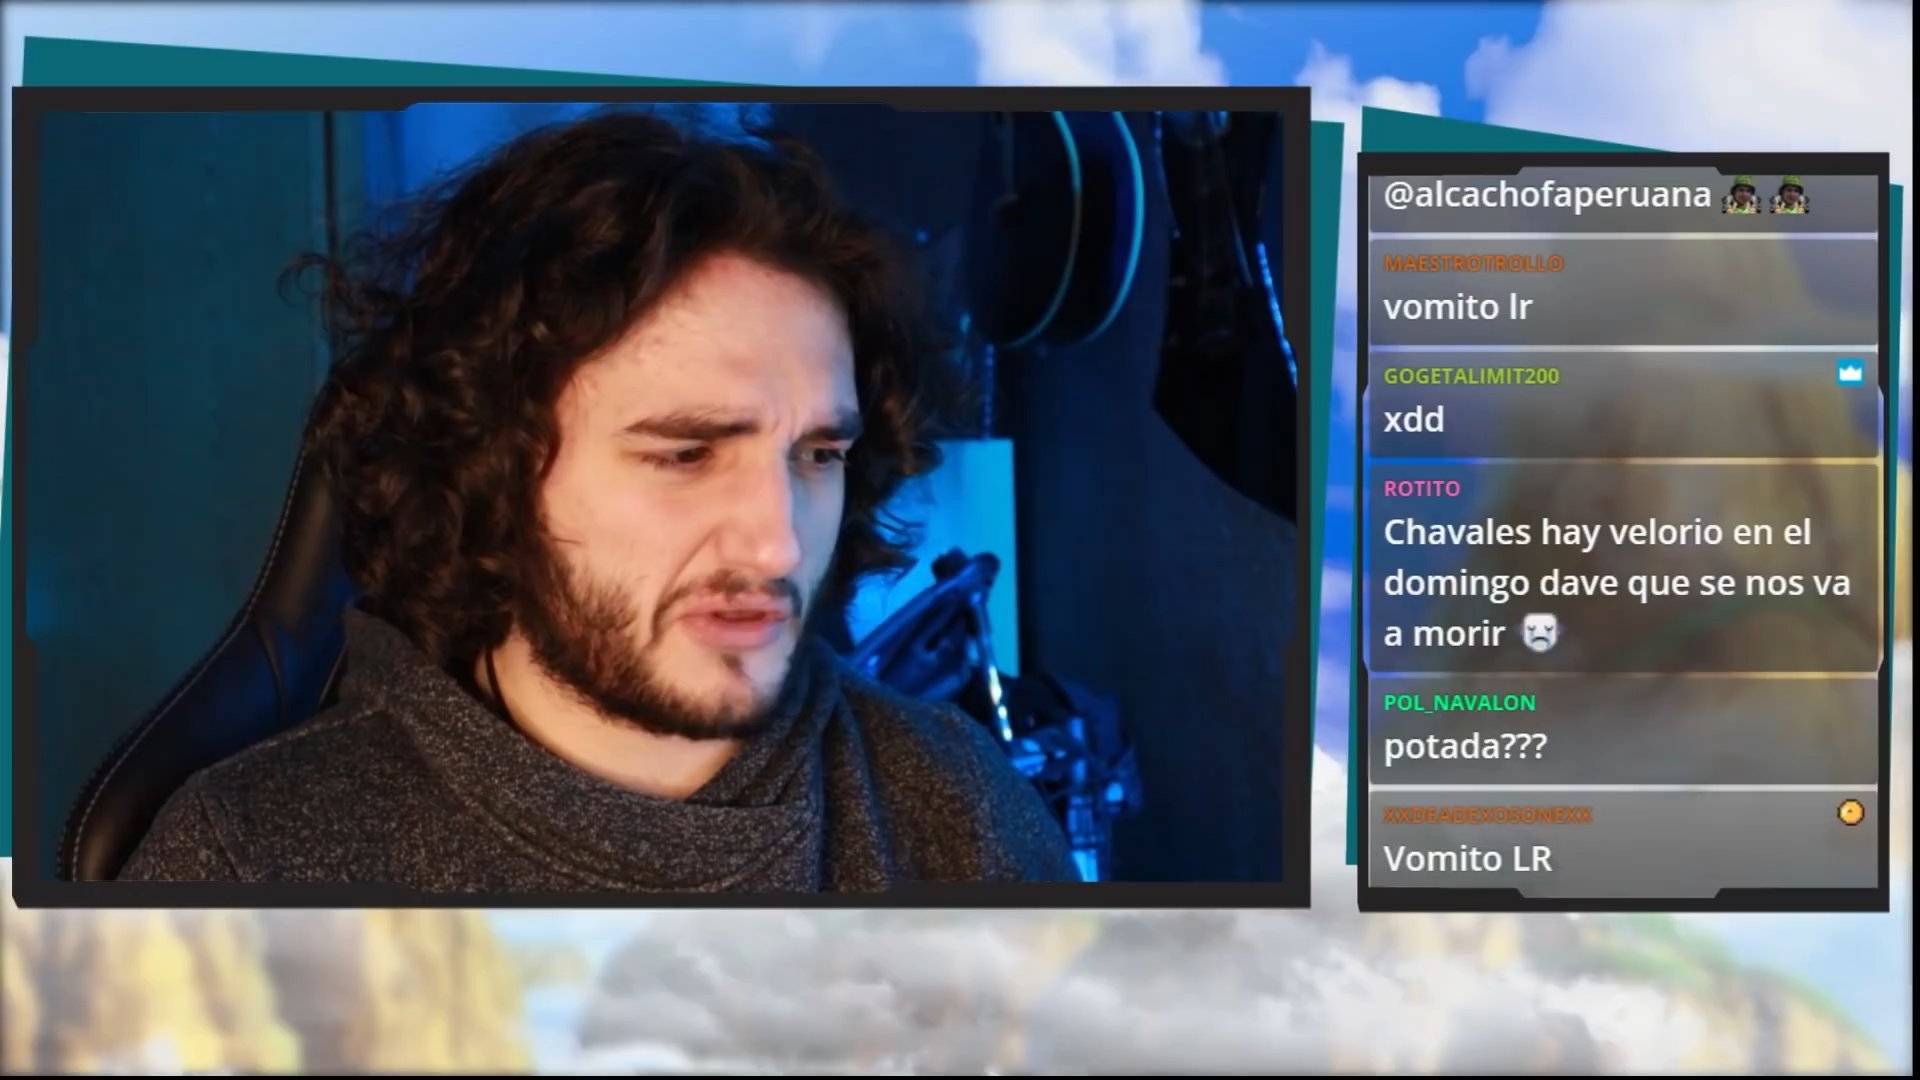 @alcachofaperuana
MAESTROTROLLO
vomito lr
GOGETALIMIT200
xdd
ROTITO
Chavales hay velorio en el
domingo dave que se nos va
a morir
POL_NAVALON
potada???
XXDEADEXOSONEXX
Vomito LR